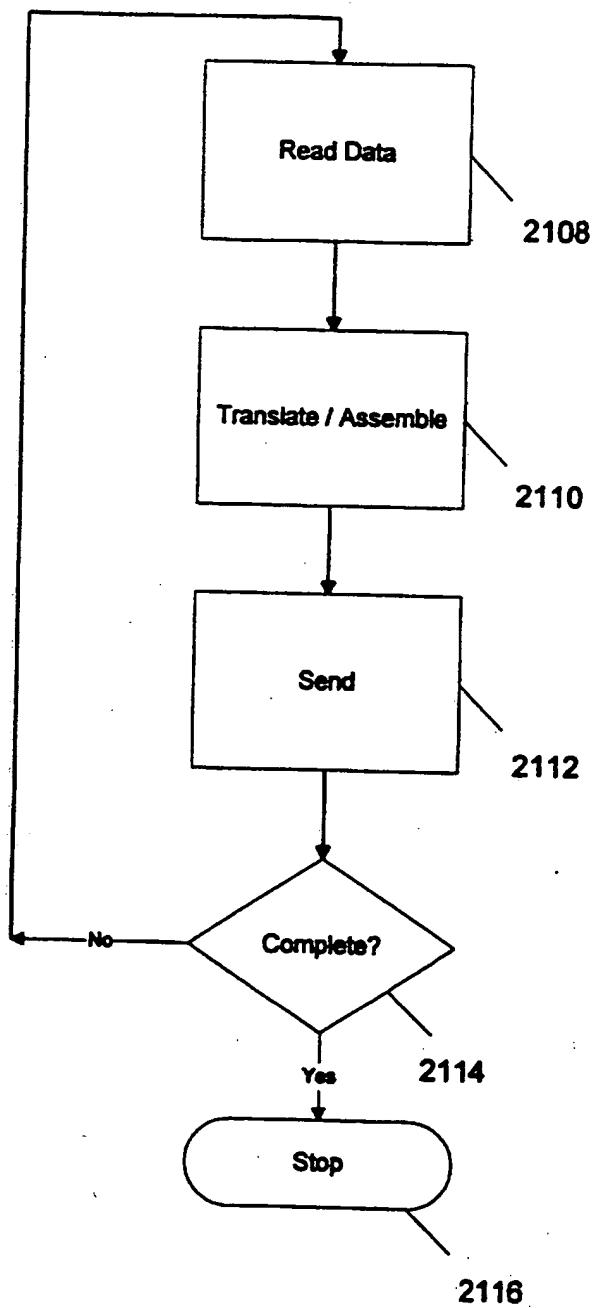 Read Data
2108
Translate / Assemble
2110
Send
2112
Complete?
No
2114
Yes
Stop
2116